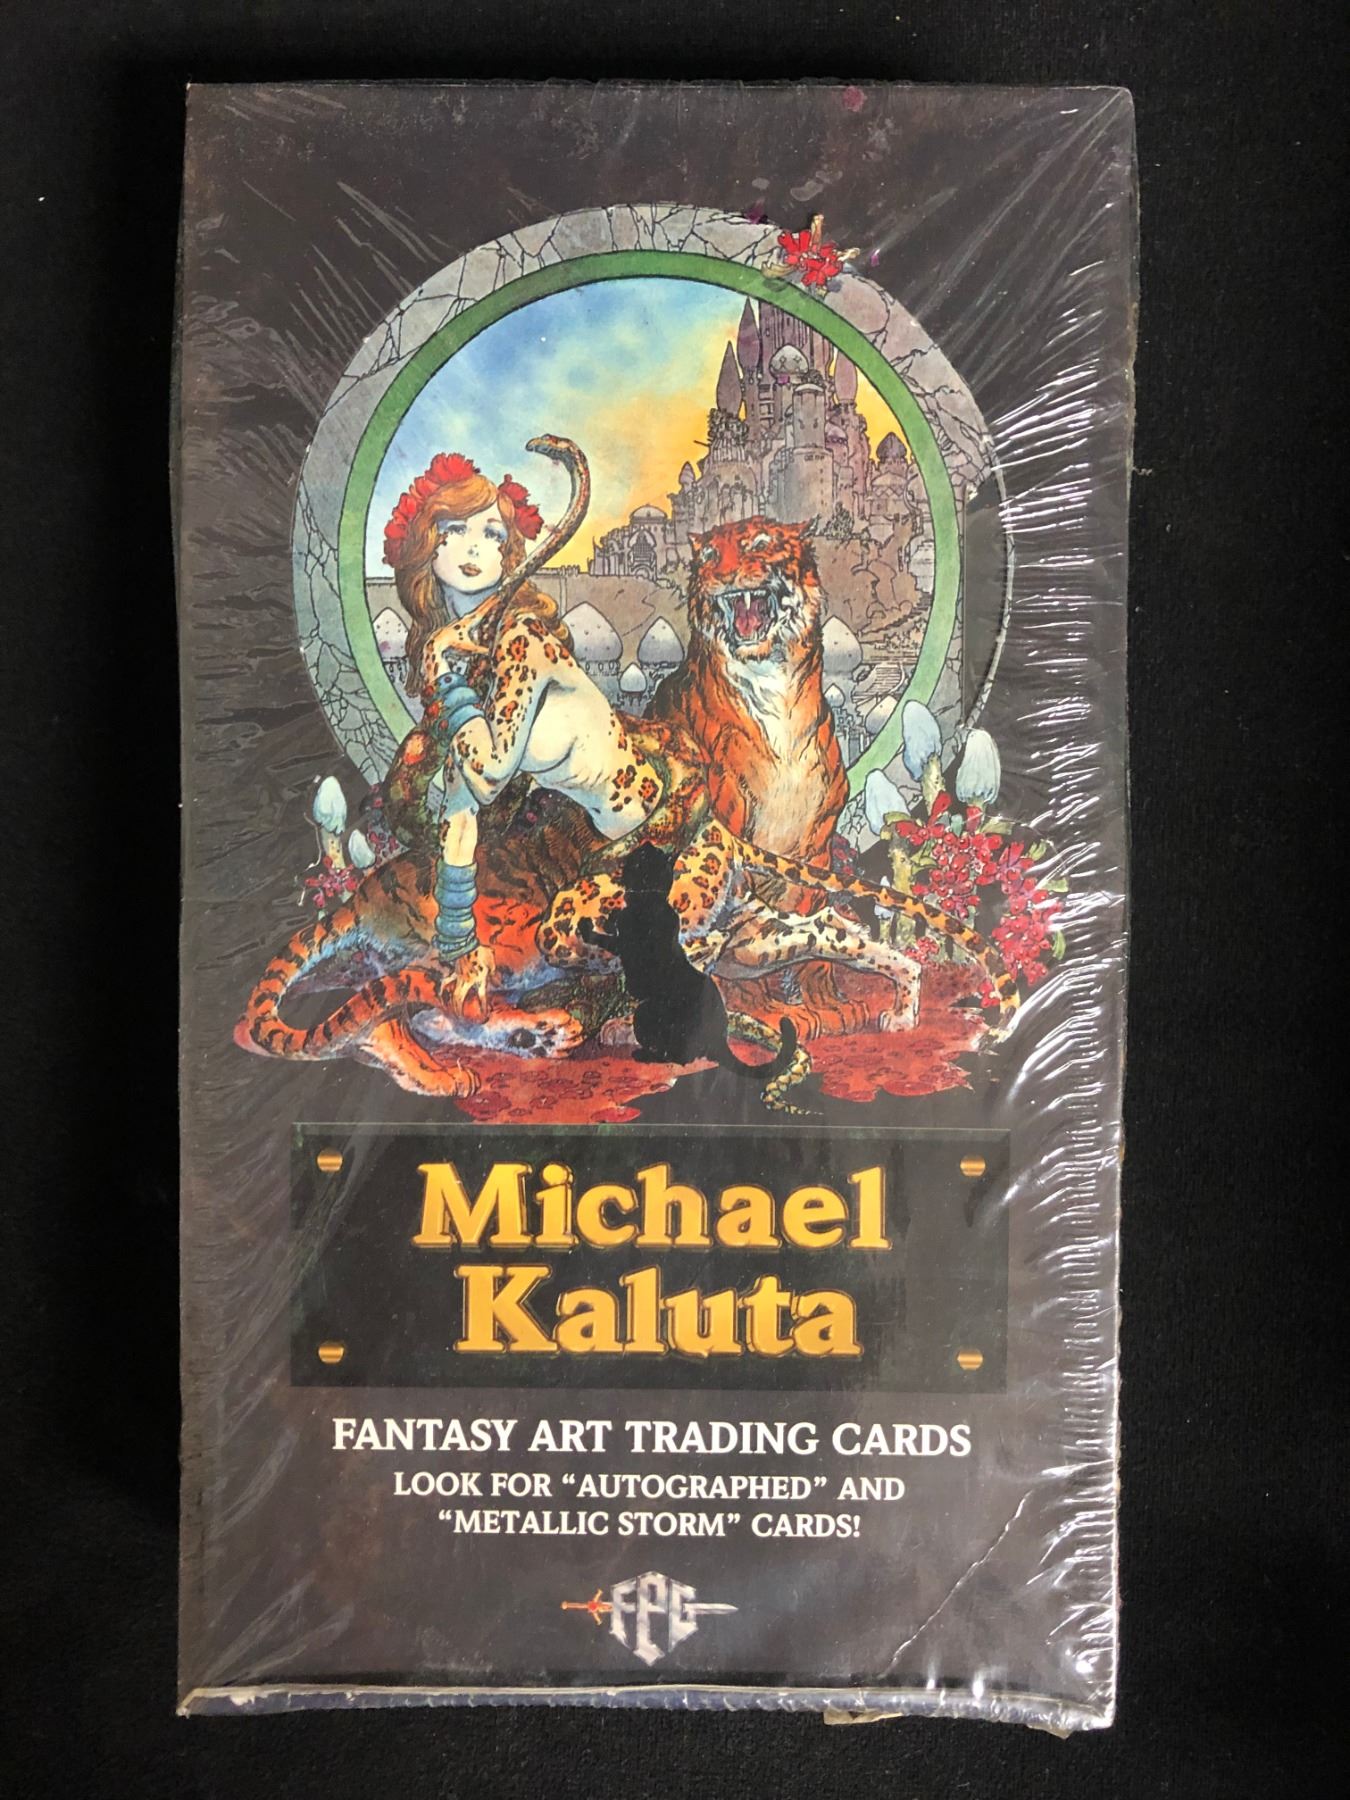 Michael
Kaluta
FANTASY ART TRADING CARDS
LOOK FOR “AUTOGRAPHED” AND
“METALLIC STORM” CARDS!
FPG